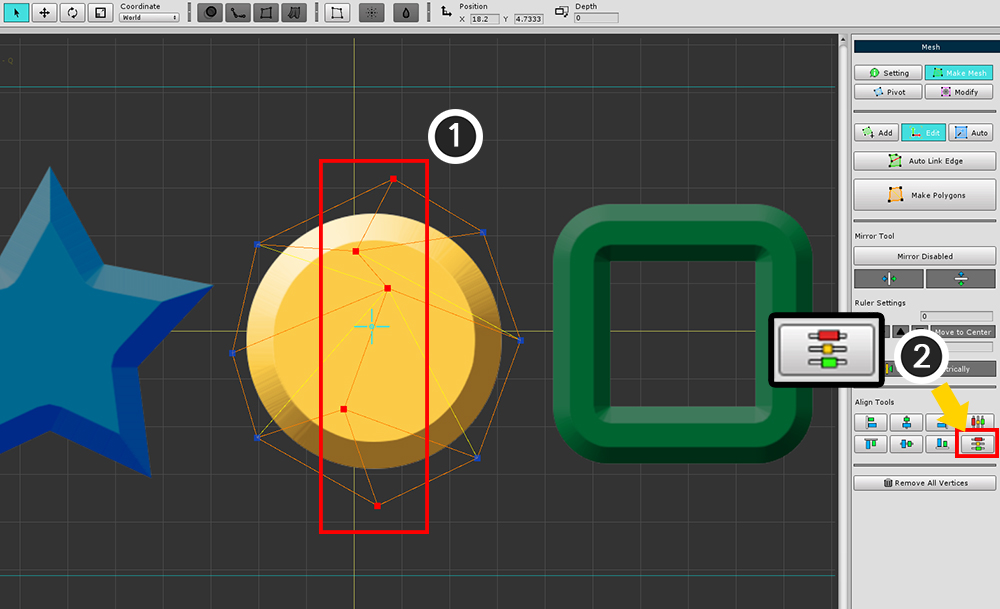 Coordinate
World
Position
X 18.2 Y 4.7333
Depth
0
Mesh
Setting
Make Mesh
Pivot
Modify
Add
Edit
Auto
Auto Link Edge
Make Polygons
Mirror Tool
Mirror Disabled
Ruler Settings
0
Move to Center
Align Tools
Remove All Vertices
1
2